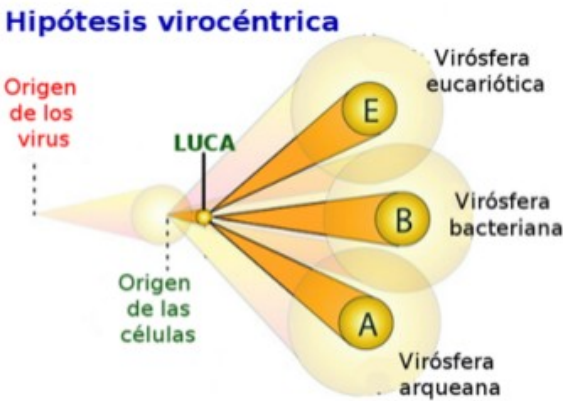 Hipótesis virocéntrica
Origen
de los
virus
LUCA
Origen
de las
células
E
B
A
Virósfera
eucariótica
Virósfera
bacteriana
Virósfera
arqueana